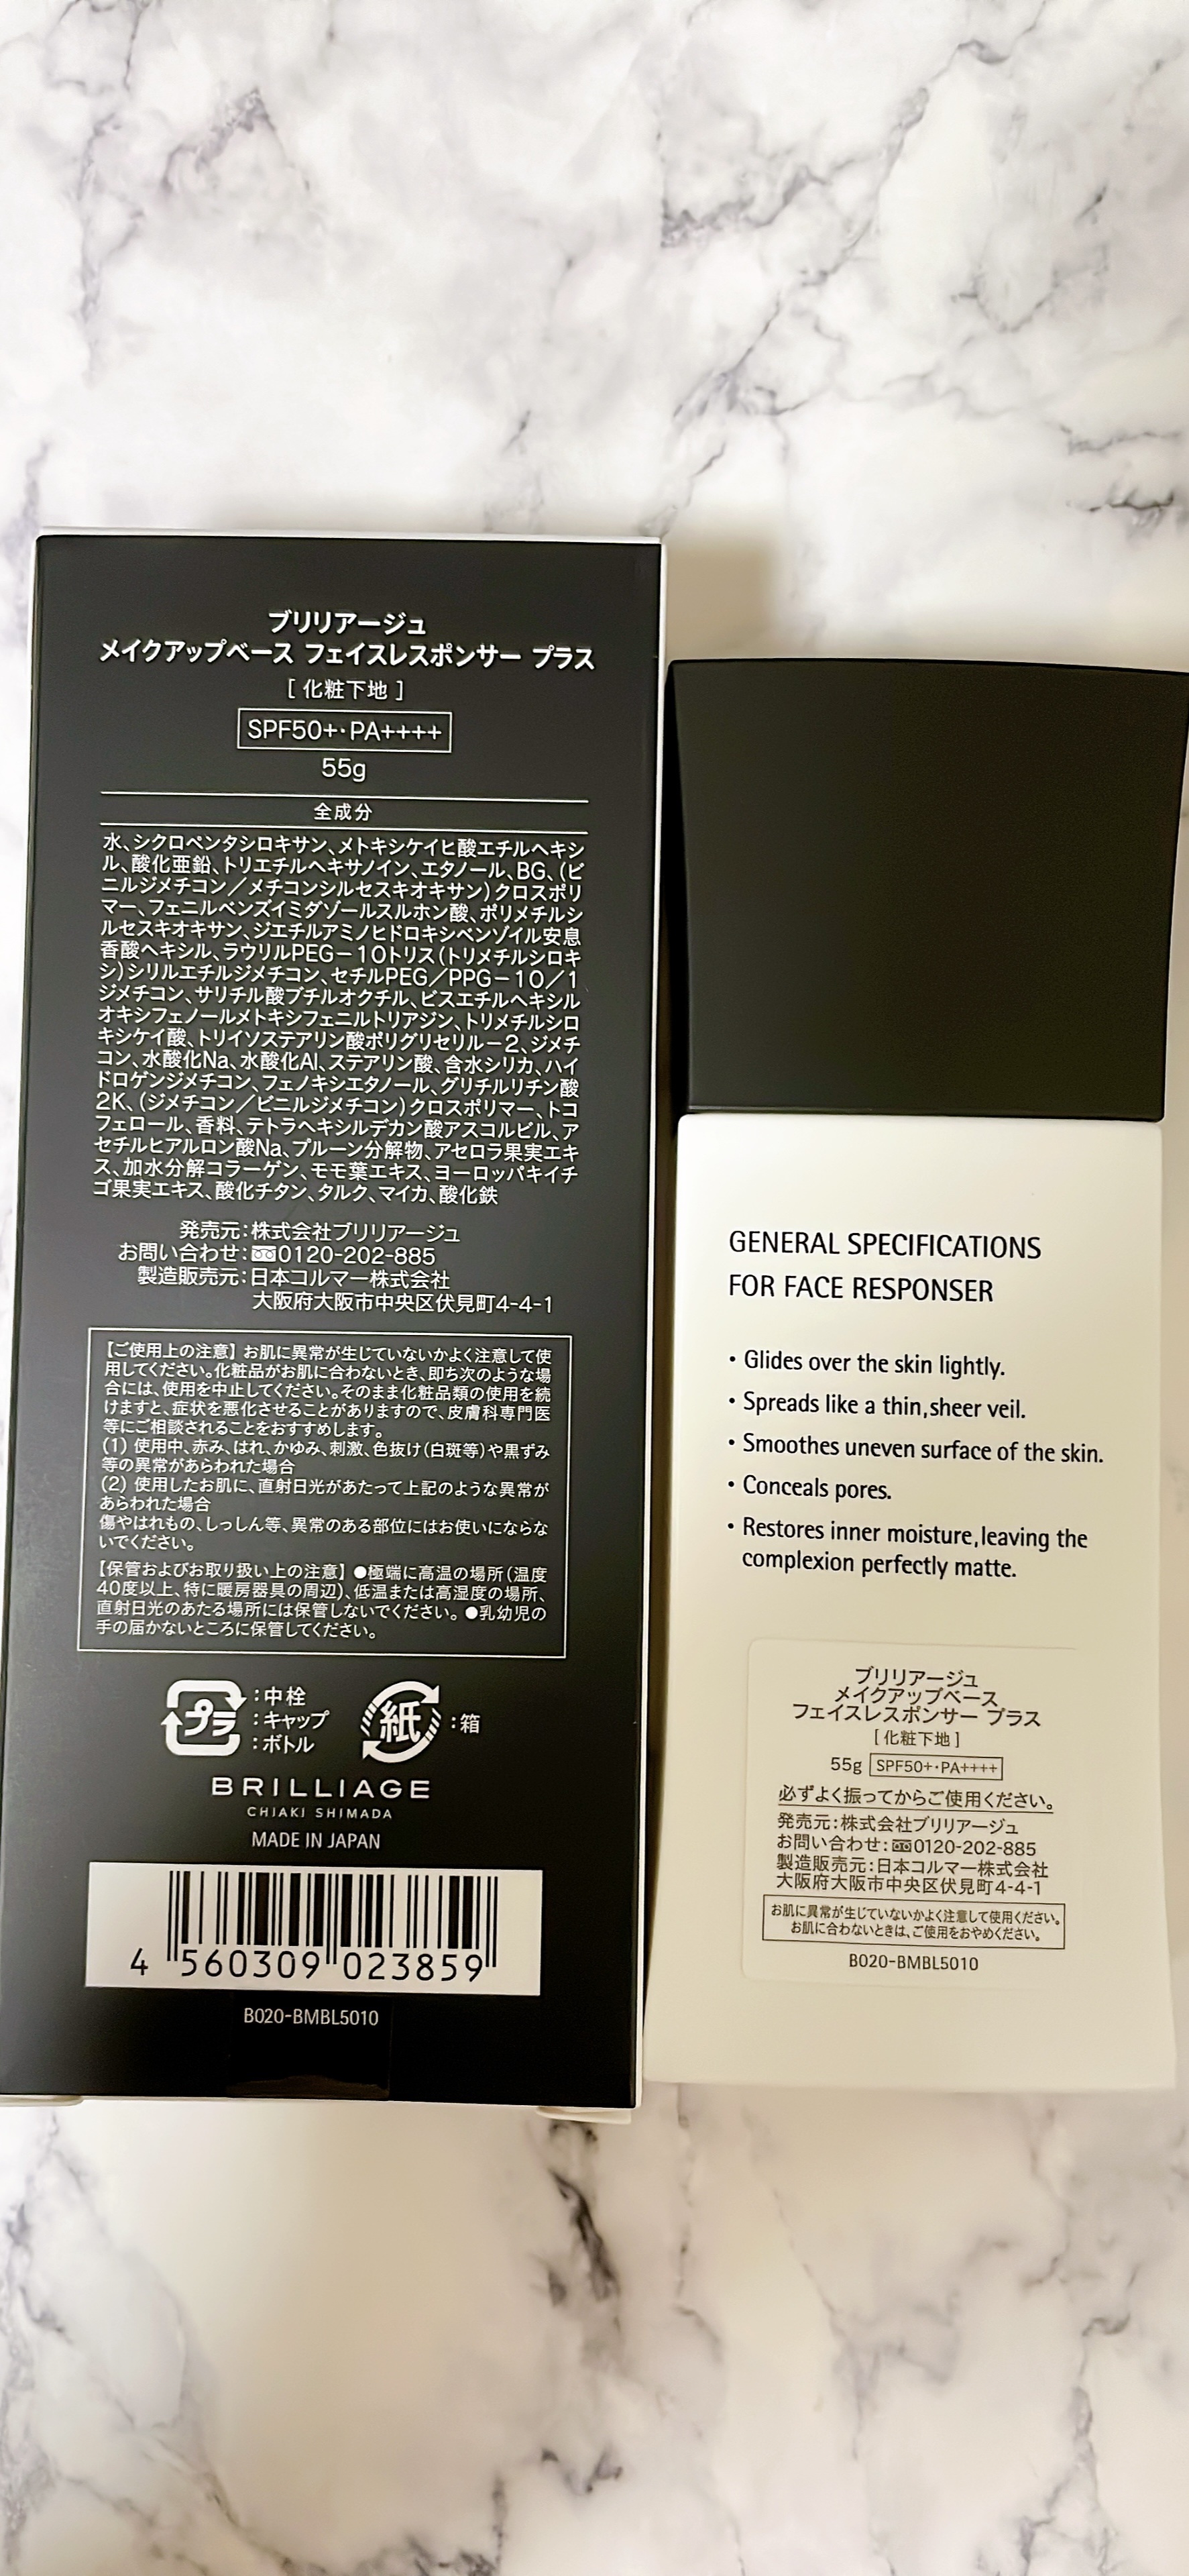 ブリリアージュ
メイクアップベース フェイスレスポンサー プラス
[ 化粧下地 ]
SPF50+・PA++++
55g
全成分
水、シクロペンタシロキサン、メトキシケイヒ酸エチルヘキシ
ル、酸化亜鉛、トリエチルヘキサノイン、エタノール、BG、(ビ
ニルジメチコン／メチコンシルセスキオキサン)クロスポリ
マー、フェニルベンズイミダゾールスルホン酸、ポリメチルシ
ルセスキオキサン、ジエチルアミノヒドロキシベンゾイル安息
香酸ヘキシル、ラウリルPEG－10トリス(トリメチルシロキ
シ)シリルエチルジメチコン、セチルPEG／PPG－10／1
ジメチコン、サリチル酸ブチルオクチル、ビスエチルヘキシル
オキシフェノールメトキシフェニルトリアジン、トリメチルシロ
キシケイ酸、トリイソステアリン酸ポリグリセリル－2、ジメチ
コン、水酸化Na、水酸化Al、ステアリン酸、含水シリカ、ハイ
ドロゲンジメチコン、フェノキシエタノール、グリチルリチン酸
2K、(ジメチコン／ビニルジメチコン)クロスポリマー、トコ
フェロール、香料、テトラヘキシルデカン酸アスコルビル、ア
セチルヒアルロン酸Na、プルーン分解物、アセロラ果実エキ
ス、加水分解コラーゲン、モモ葉エキス、ヨーロッパキイチ
ゴ果実エキス、酸化チタン、タルク、マイカ、酸化鉄
発売元：株式会社ブリリアージュ
お問い合わせ：0120-202-885
製造販売元：日本コルマー株式会社
大阪府大阪市中央区伏見町4-4-1
【ご使用上の注意】お肌に異常が生じていないかよく注意して使
用してください。化粧品がお肌に合わないとき、即ち次のような場
合には、使用を中止してください。そのまま化粧品類の使用を続
けますと、症状を悪化させることがありますので、皮膚科専門医
等にご相談されることをおすすめします。
(1) 使用中、赤み、はれ、かゆみ、刺激、色抜け(白斑等)や黒ずみ
等の異常があらわれた場合
(2) 使用したお肌に、直射日光があたって上記のような異常が
あらわれた場合
傷やはれもの、しっしん等、異常のある部位にはお使いにならな
いでください。
【保管およびお取り扱い上の注意】●極端に高温の場所(温度
40度以上、特に暖房器具の周辺)、低温または高湿度の場所、
直射日光のあたる場所には保管しないでください。●乳幼児の
手の届かないところに保管してください。
プラ
：中栓
：キャップ
：ボトル
紙
：箱
BRILLIAGE
CHIAKI SHIMADA
MADE IN JAPAN
4 560309 023859
B020-BMBL5010
GENERAL SPECIFICATIONS
FOR FACE RESPONSER
• Glides over the skin lightly.
• Spreads like a thin, sheer veil.
• Smoothes uneven surface of the skin.
• Conceals pores.
• Restores inner moisture, leaving the
complexion perfectly matte.
ブリリアージュ
メイクアップベース
フェイスレスポンサー プラス
[ 化粧下地 ]
55g SPF50+・PA++++
必ずよく振ってからご使用ください。
発売元：株式会社ブリリアージュ
お問い合わせ：0120-202-885
製造販売元：日本コルマー株式会社
大阪府大阪市中央区伏見町4-4-1
お肌に異常が生じていないかよく注意して使用ください。
お肌に合わないときは、ご使用をおやめください。
B020-BMBL5010